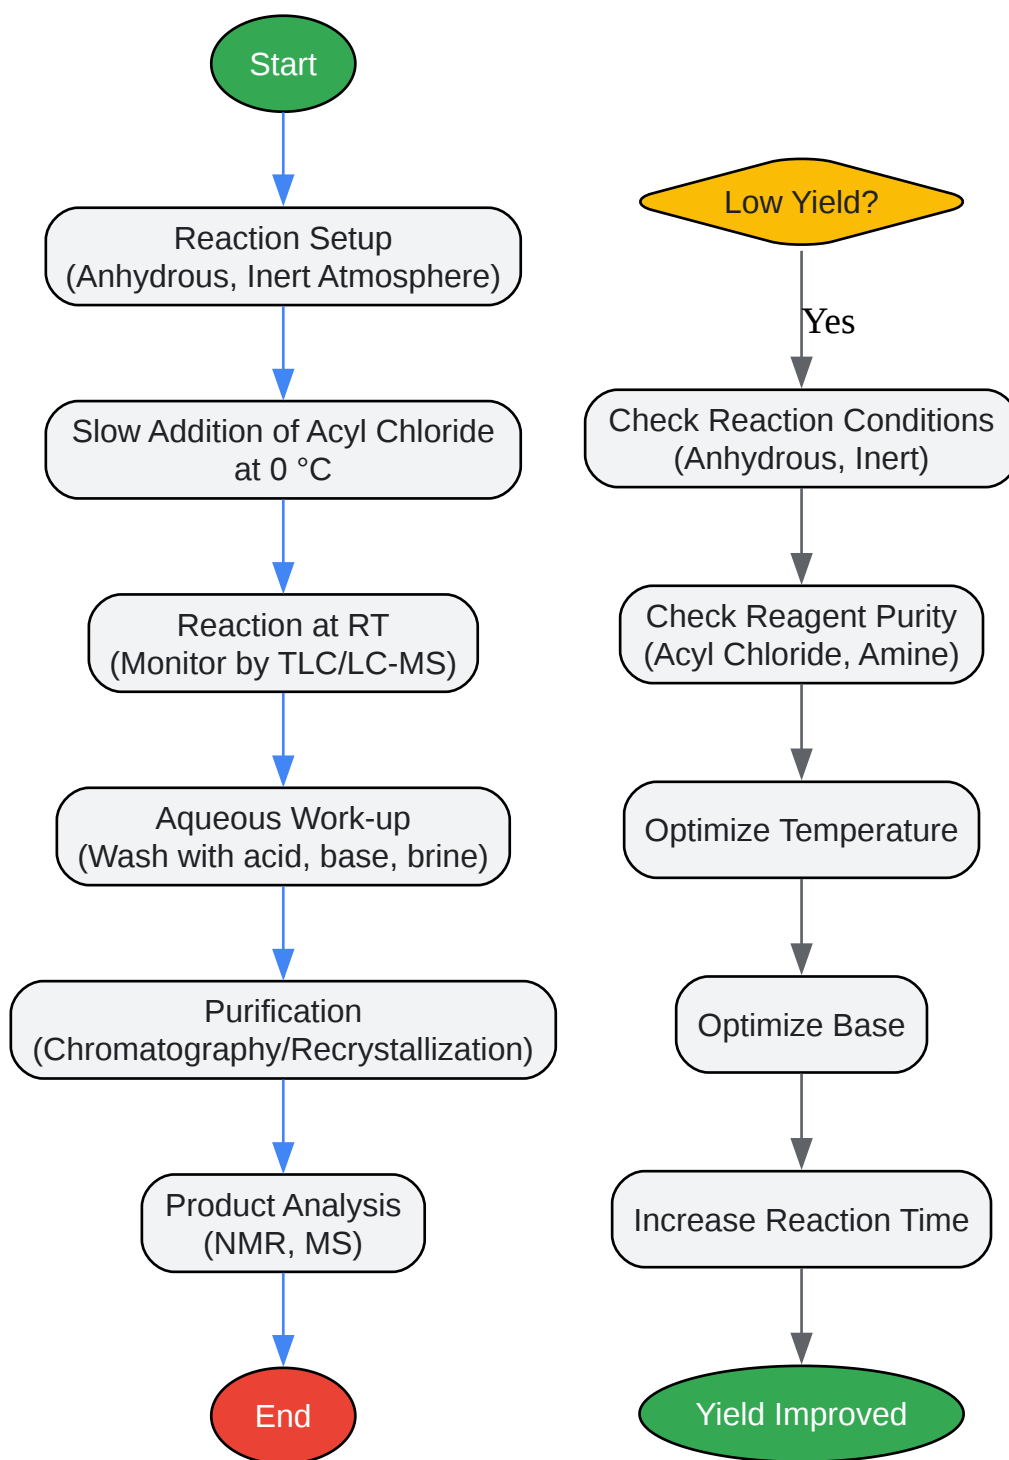 Start
Reaction Setup
(Anhydrous, Inert Atmosphere)
Slow Addition of Acyl Chloride
at 0 °C
Reaction at RT
(Monitor by TLC/LC-MS)
Aqueous Work-up
(Wash with acid, base, brine)
Purification
(Chromatography/Recrystallization)
Product Analysis
(NMR, MS)
End
Low Yield?
Yes
Check Reaction Conditions
(Anhydrous, Inert)
Check Reagent Purity
(Acyl Chloride, Amine)
Optimize Temperature
Optimize Base
Increase Reaction Time
Yield Improved